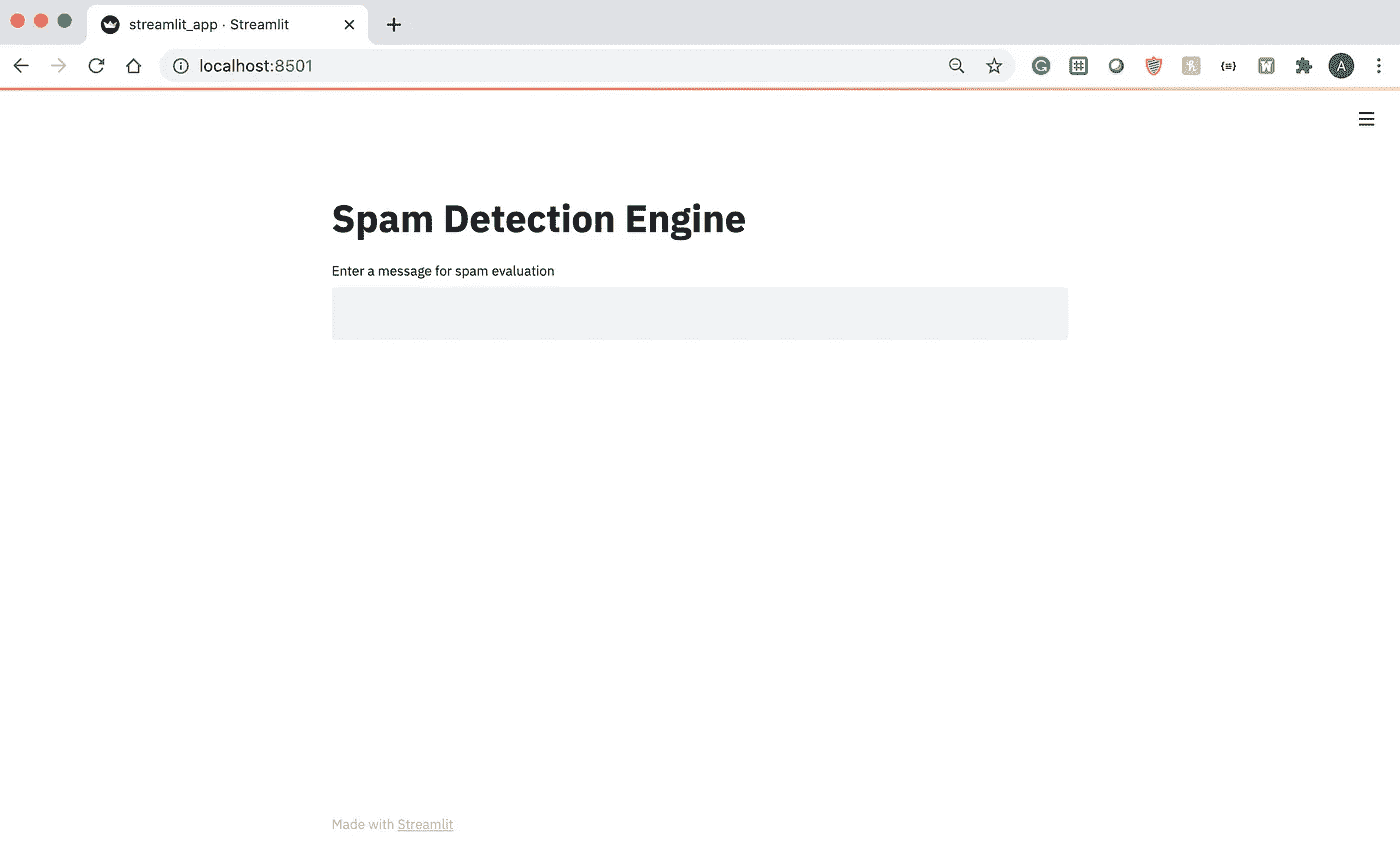 streamlit_app · Streamlit
localhost:8501
A
Spam Detection Engine
Enter a message for spam evaluation
Made with Streamlit